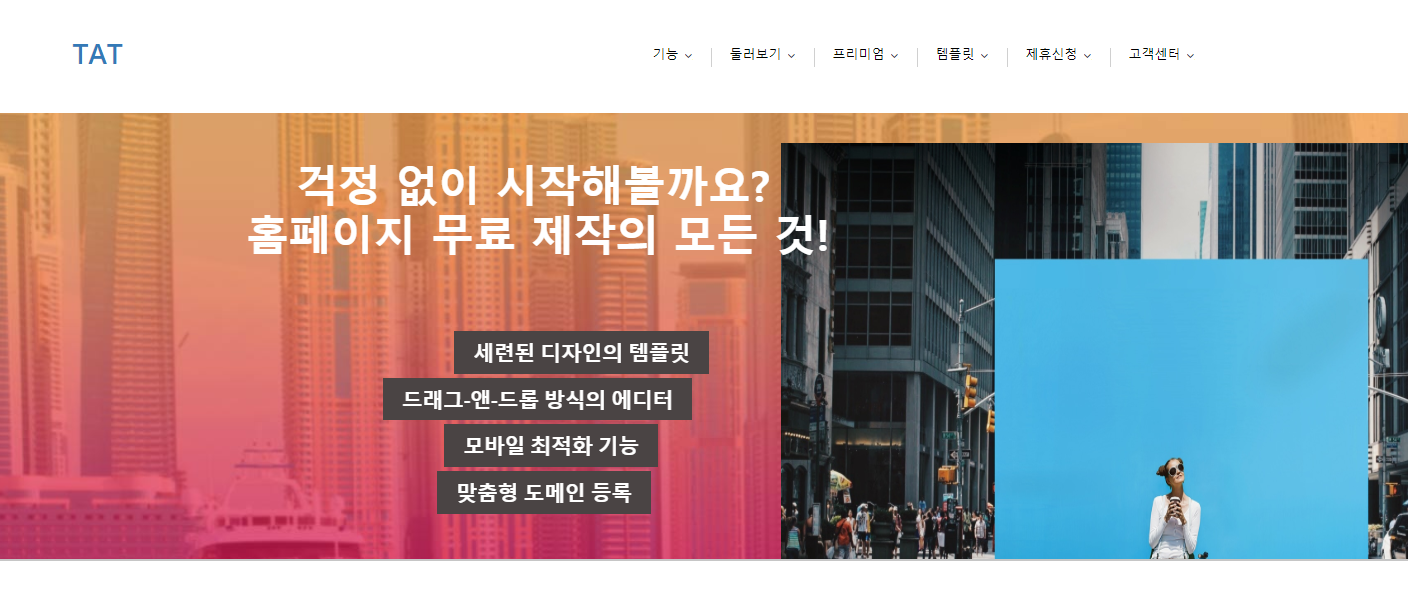 TAT
기능
둘러보기
프리미엄
템플릿
제휴신청
고객센터
걱정 없이 시작해볼까요?
홈페이지 무료 제작의 모든 것!
세련된 디자인의 템플릿
드래그-앤-드롭 방식의 에디터
모바일 최적화 기능
맞춤형 도메인 등록